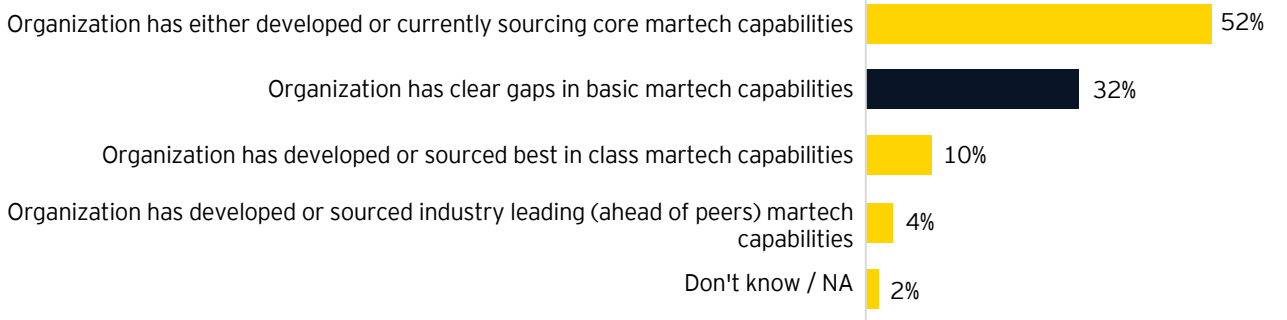 Organization has either developed or currently sourcing core martech capabilities 52%
Organization has clear gaps in basic martech capabilities 32%
Organization has developed or sourced best in class martech capabilities 10%
Organization has developed or sourced industry leading (ahead of peers) martech
capabilities 4%
Don't know / NA 2%